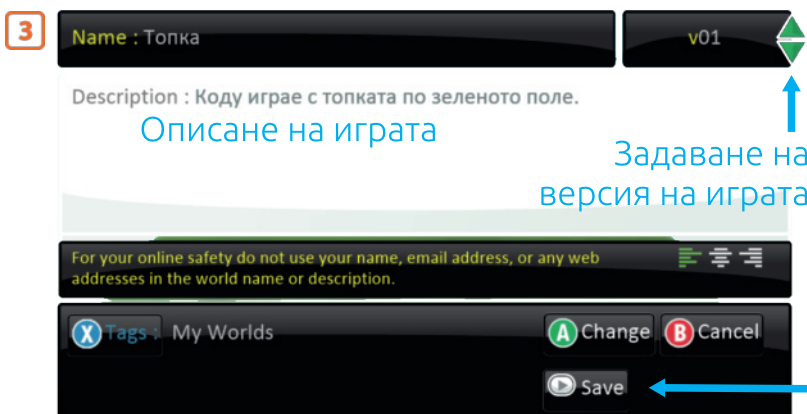 3
Name : Топка
v01
Description : Коду играе с топката по зеленото поле.
Описане на играта
Задаване на
версия на играта
For your online safety do not use your name, email address, or any web
addresses in the world name or description.
X Tags : My Worlds
A Change B Cancel
Save